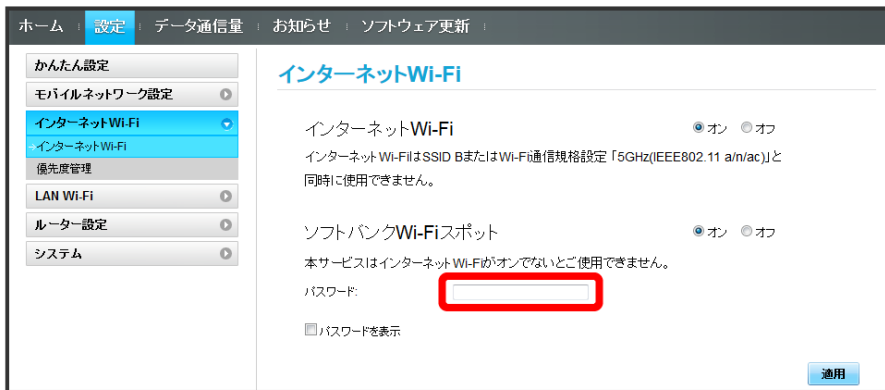 ホーム 設定 データ通信量 お知らせ ソフトウェア更新
かんたん設定
モバイルネットワーク設定
インターネットWi-Fi
インターネットWi-Fi
優先度管理
LAN Wi-Fi
ルーター設定
システム
インターネットWi-Fi
インターネットWi-Fi オン オフ
インターネットWi-FiはSSID BまたはWi-Fi通信規格設定「5GHz(IEEE802.11 a/n/ac)」と
同時に使用できません。
ソフトバンクWi-Fiスポット オン オフ
本サービスはインターネットWi-Fiがオンでないとご使用できません。
パスワード:
パスワードを表示
適用